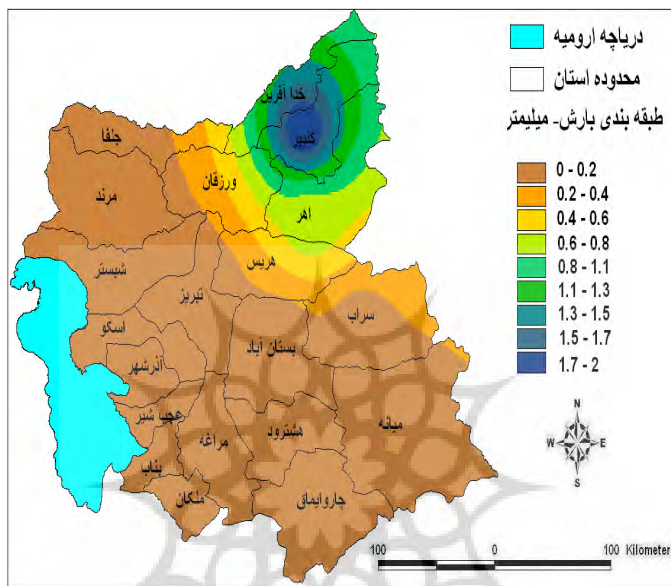 دریاچه ارومیه
محدوده استان
طبقه بندی بارش- میلیمتر
0 - 0.2
0.2 - 0.4
0.4 - 0.6
0.6 - 0.8
0.8 - 1.1
1.1 - 1.3
1.3 - 1.5
1.5 - 1.7
1.7 - 2
خدا آفرین
کلیبر
جلفا
ورزقان
مرند
اهر
هریس
شبستر
تبریز
سراب
اسکو
بستان آباد
آذرشهر
میانه
عجب شیر
هشترود
مراغه
بناب
ملکان
چاراویماق
N
W
E
S
100
0
100 Kilometer